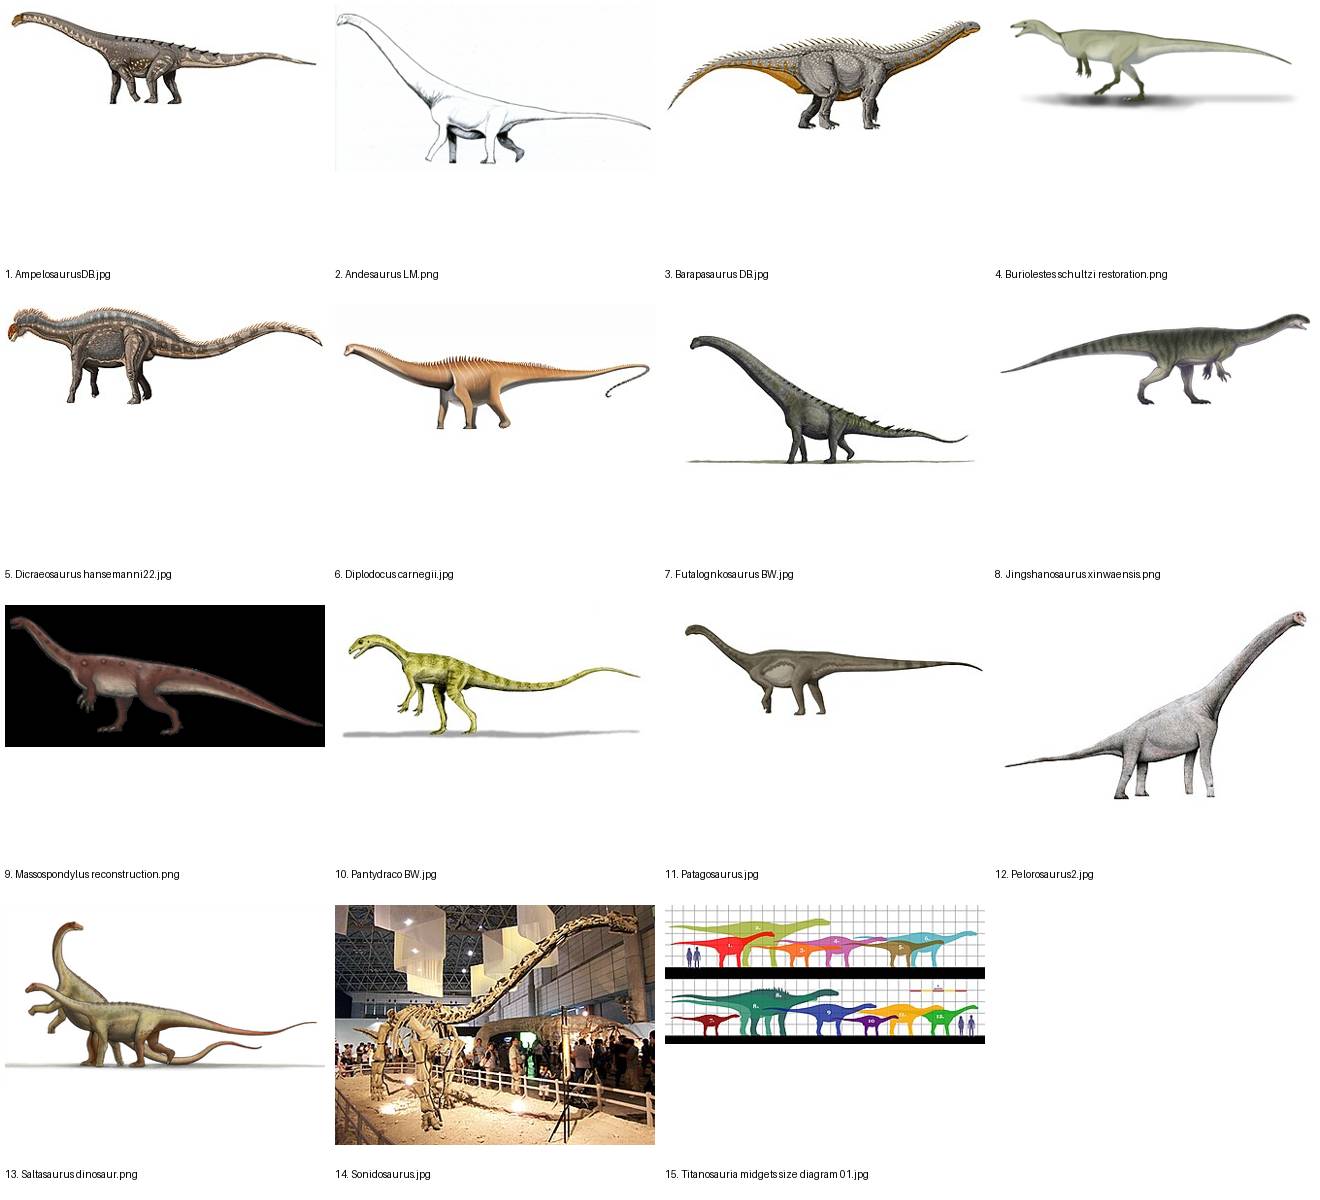 1. AmpelosaurusDB.jpg
2. Andesaurus LM.png
3. Barapasaurus DB.jpg
4. Buriolestes schultzi restoration.png
5. Dicraeosaurus hansemanni22.jpg
6. Diplodocus carnegii.jpg
7. Futalognkosaurus BW.jpg
8. Jingshanosaurus xinwaensis.png
9. Massospondylus reconstruction.png
10. Pantydraco BW.jpg
11. Patagosaurus.jpg
12. Pelorosaurus2.jpg
13. Saltasaurus dinosaur.png
14. Sonidosaurus.jpg
15. Titanosauria midgets size diagram 01.jpg